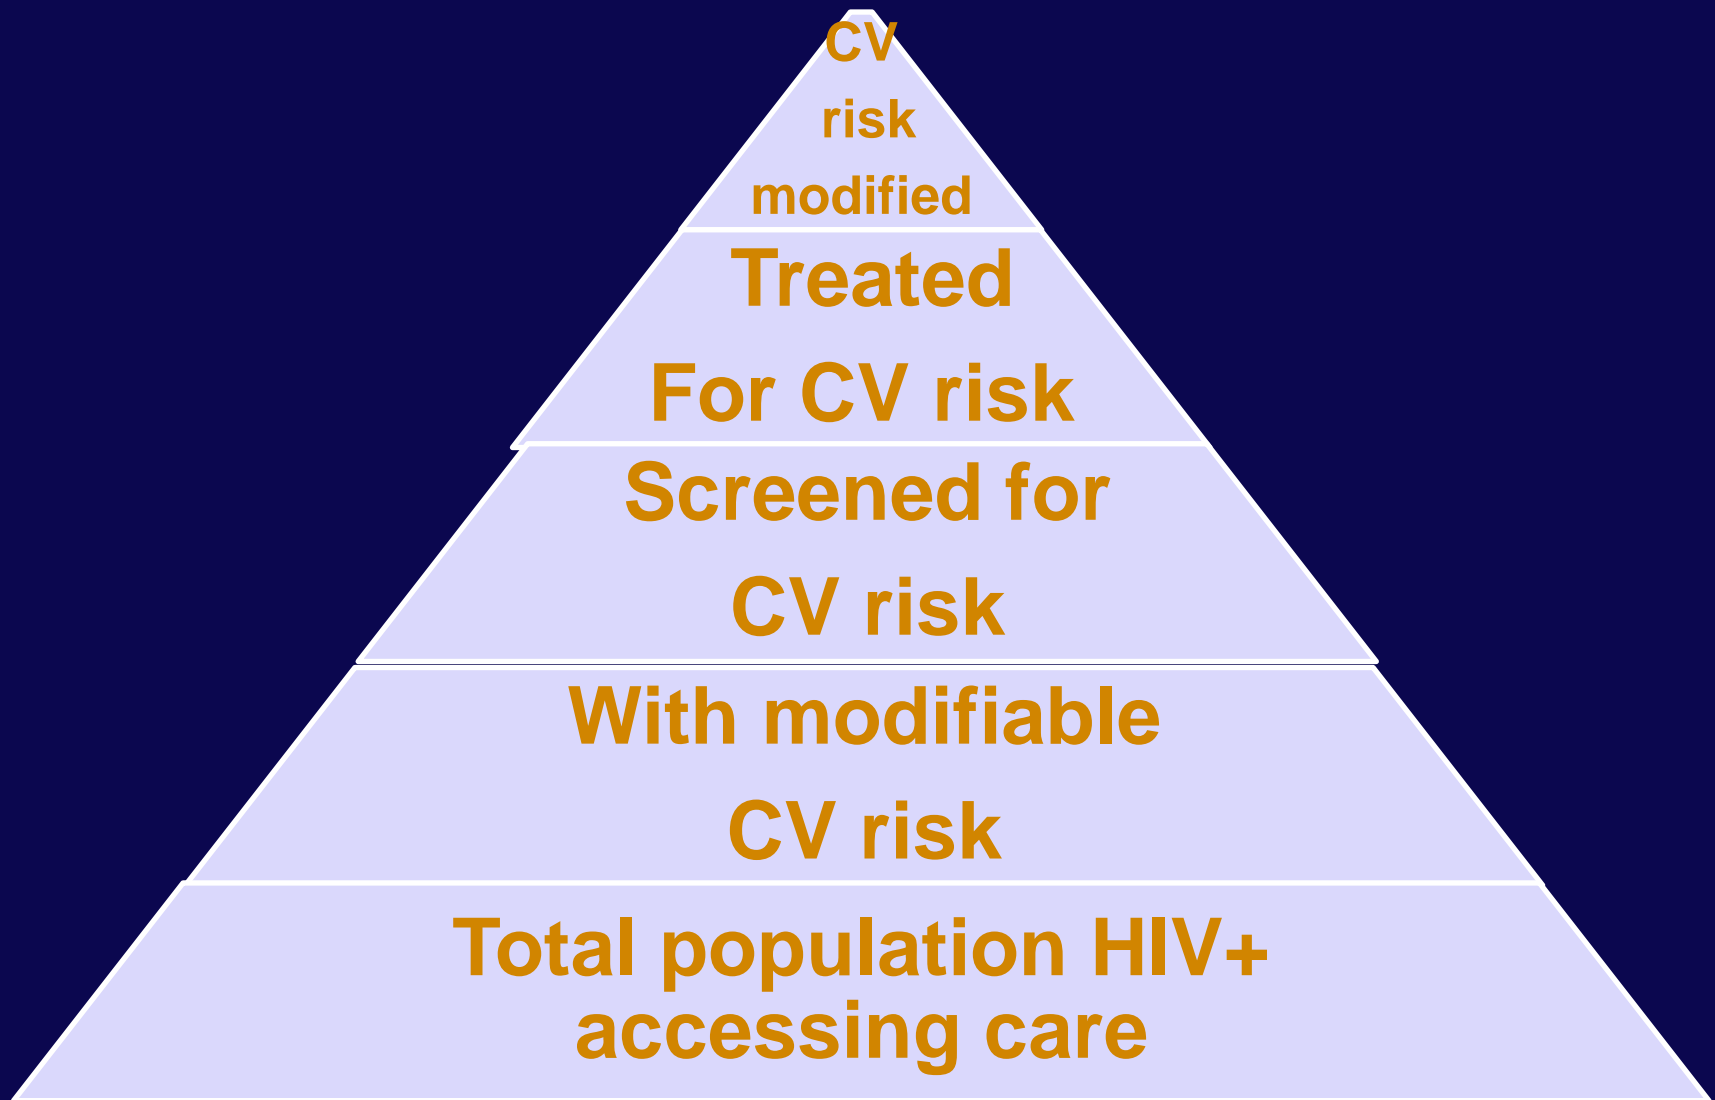 CV
risk
modified
Treated
For CV risk
Screened for
CV risk
With modifiable
CV risk
Total population HIV+
accessing care